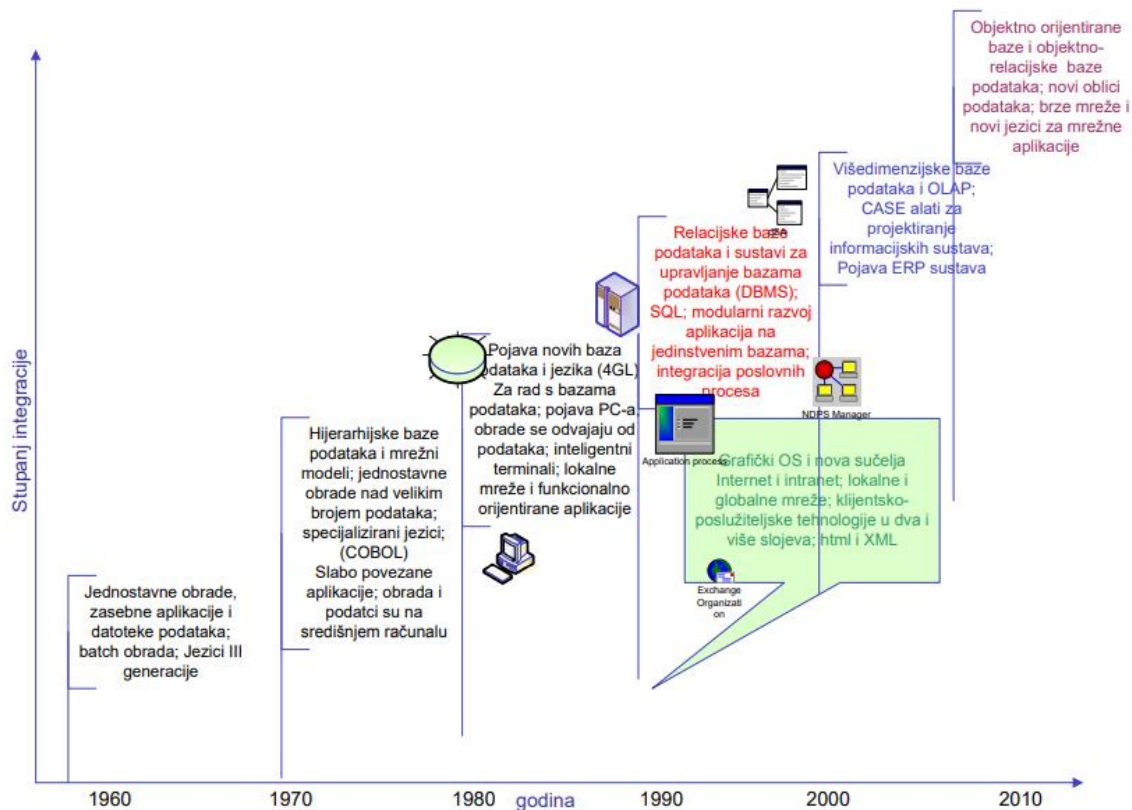 Stupanj integracije
Objektno orijentirane
baze i objektno-
relacijske baze
podataka; novi oblici
podataka; brze mreže i
novi jezici za mrežne
aplikacije
Višedimenzijske baze
podataka i OLAP;
CASE alati za
projektiranje
informacijskih sustava;
Pojava ERP sustava
Relacijske baze
podataka i sustavi za
upravljanje bazama
podataka (DBMS);
SQL; modularni razvoj
aplikacija na
jedinstvenim bazama;
integracija poslovnih
procesa
NDPS Manager
Pojava novih baza
podataka i jezika (4GL)
Za rad s bazama
podataka; pojava PC-a,
obrade se odvajaju od
podataka; inteligentni
terminali; lokalne
mreže i funkcionalno
orijentirane aplikacije
Application process
Grafički OS i nova sučelja
Internet i intranet; lokalne i
globalne mreže; klijentsko-
poslužiteljske tehnologije u dva i
više slojeva; html i XML
Exchange
Organizati
on
Hijerarhijske baze
podataka i mrežni
modeli; jednostavne
obrade nad velikim
brojem podataka;
specijalizirani jezici;
(COBOL)
Slabo povezane
aplikacije; obrada i
podatci su na
središnjem računalu
Jednostavne obrade,
zasebne aplikacije i
datoteke podataka;
batch obrada; Jezici III
generacije
1960 1970 1980 godina 1990 2000 2010